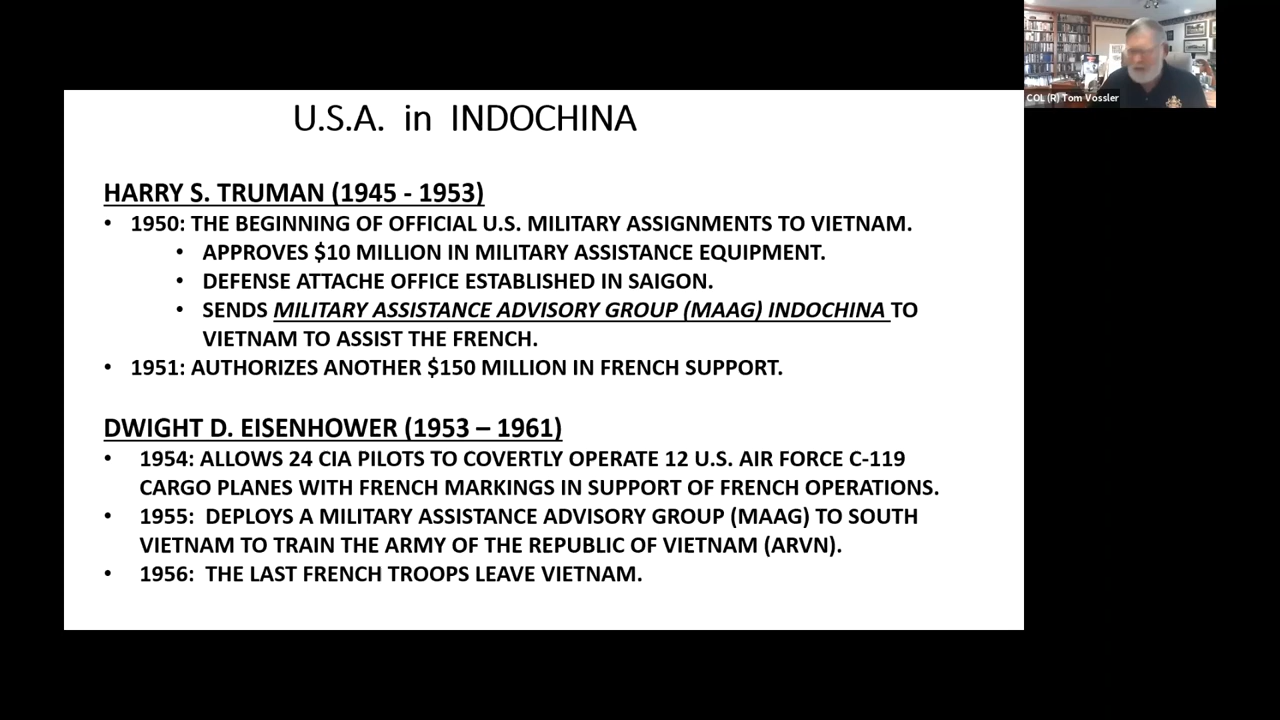 U.S.A. in INDOCHINA
HARRY S. TRUMAN (1945 - 1953)
• 1950: THE BEGINNING OF OFFICIAL U.S. MILITARY ASSIGNMENTS TO VIETNAM.
• APPROVES $10 MILLION IN MILITARY ASSISTANCE EQUIPMENT.
• DEFENSE ATTACHE OFFICE ESTABLISHED IN SAIGON.
• SENDS MILITARY ASSISTANCE ADVISORY GROUP (MAAG) INDOCHINA TO
VIETNAM TO ASSIST THE FRENCH.
• 1951: AUTHORIZES ANOTHER $150 MILLION IN FRENCH SUPPORT.
DWIGHT D. EISENHOWER (1953 – 1961)
• 1954: ALLOWS 24 CIA PILOTS TO COVERTLY OPERATE 12 U.S. AIR FORCE C-119
CARGO PLANES WITH FRENCH MARKINGS IN SUPPORT OF FRENCH OPERATIONS.
• 1955: DEPLOYS A MILITARY ASSISTANCE ADVISORY GROUP (MAAG) TO SOUTH
VIETNAM TO TRAIN THE ARMY OF THE REPUBLIC OF VIETNAM (ARVN).
• 1956: THE LAST FRENCH TROOPS LEAVE VIETNAM.
COL (R) Tom Vossler